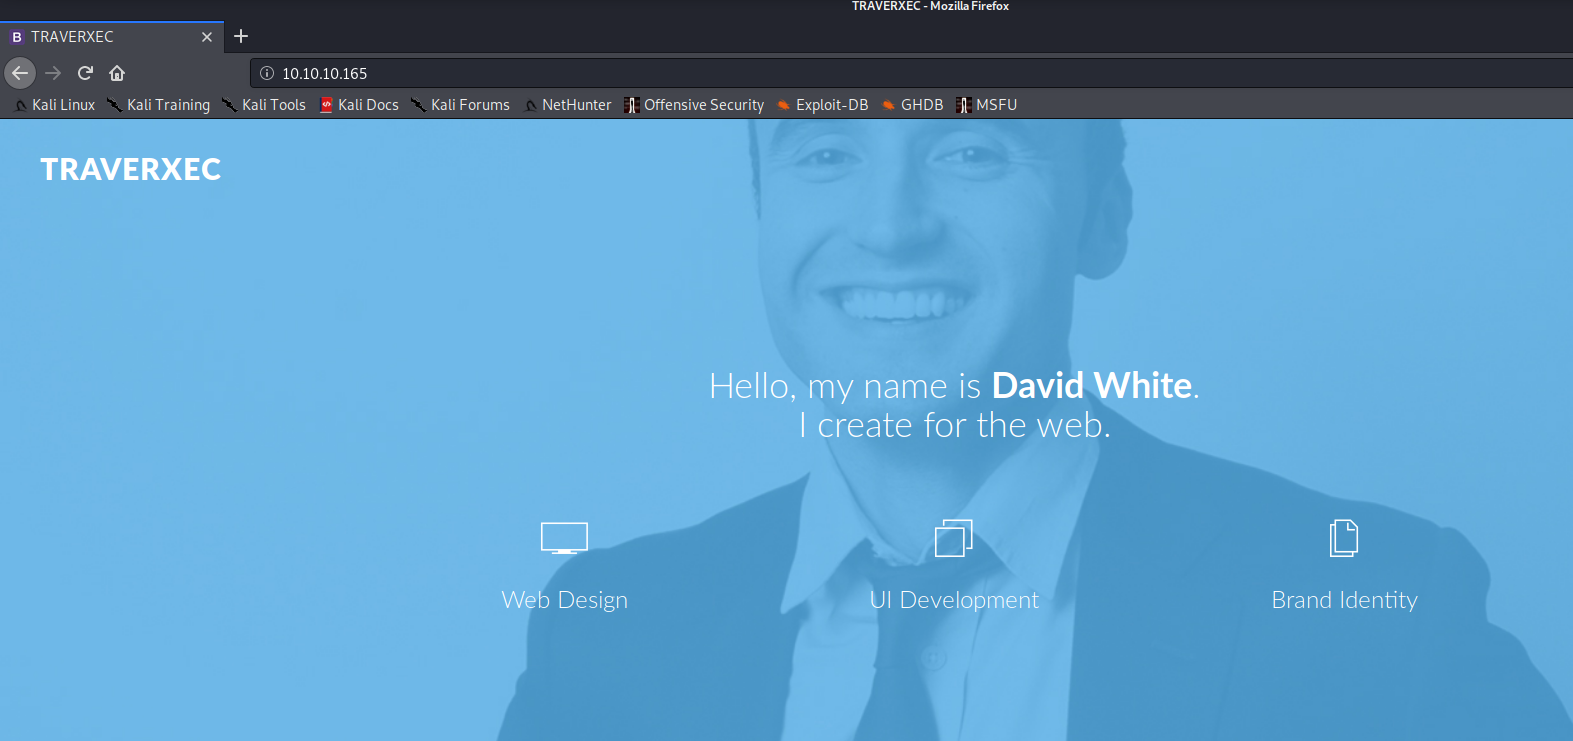 TRAVERXEC - Mozilla Firefox
B TRAVERXEC
10.10.10.165
Kali Linux Kali Training Kali Tools Kali Docs Kali Forums NetHunter Offensive Security Exploit-DB GHDB MSFU
TRAVERXEC
Hello, my name is David White.
I create for the web.
Web Design UI Development Brand Identity